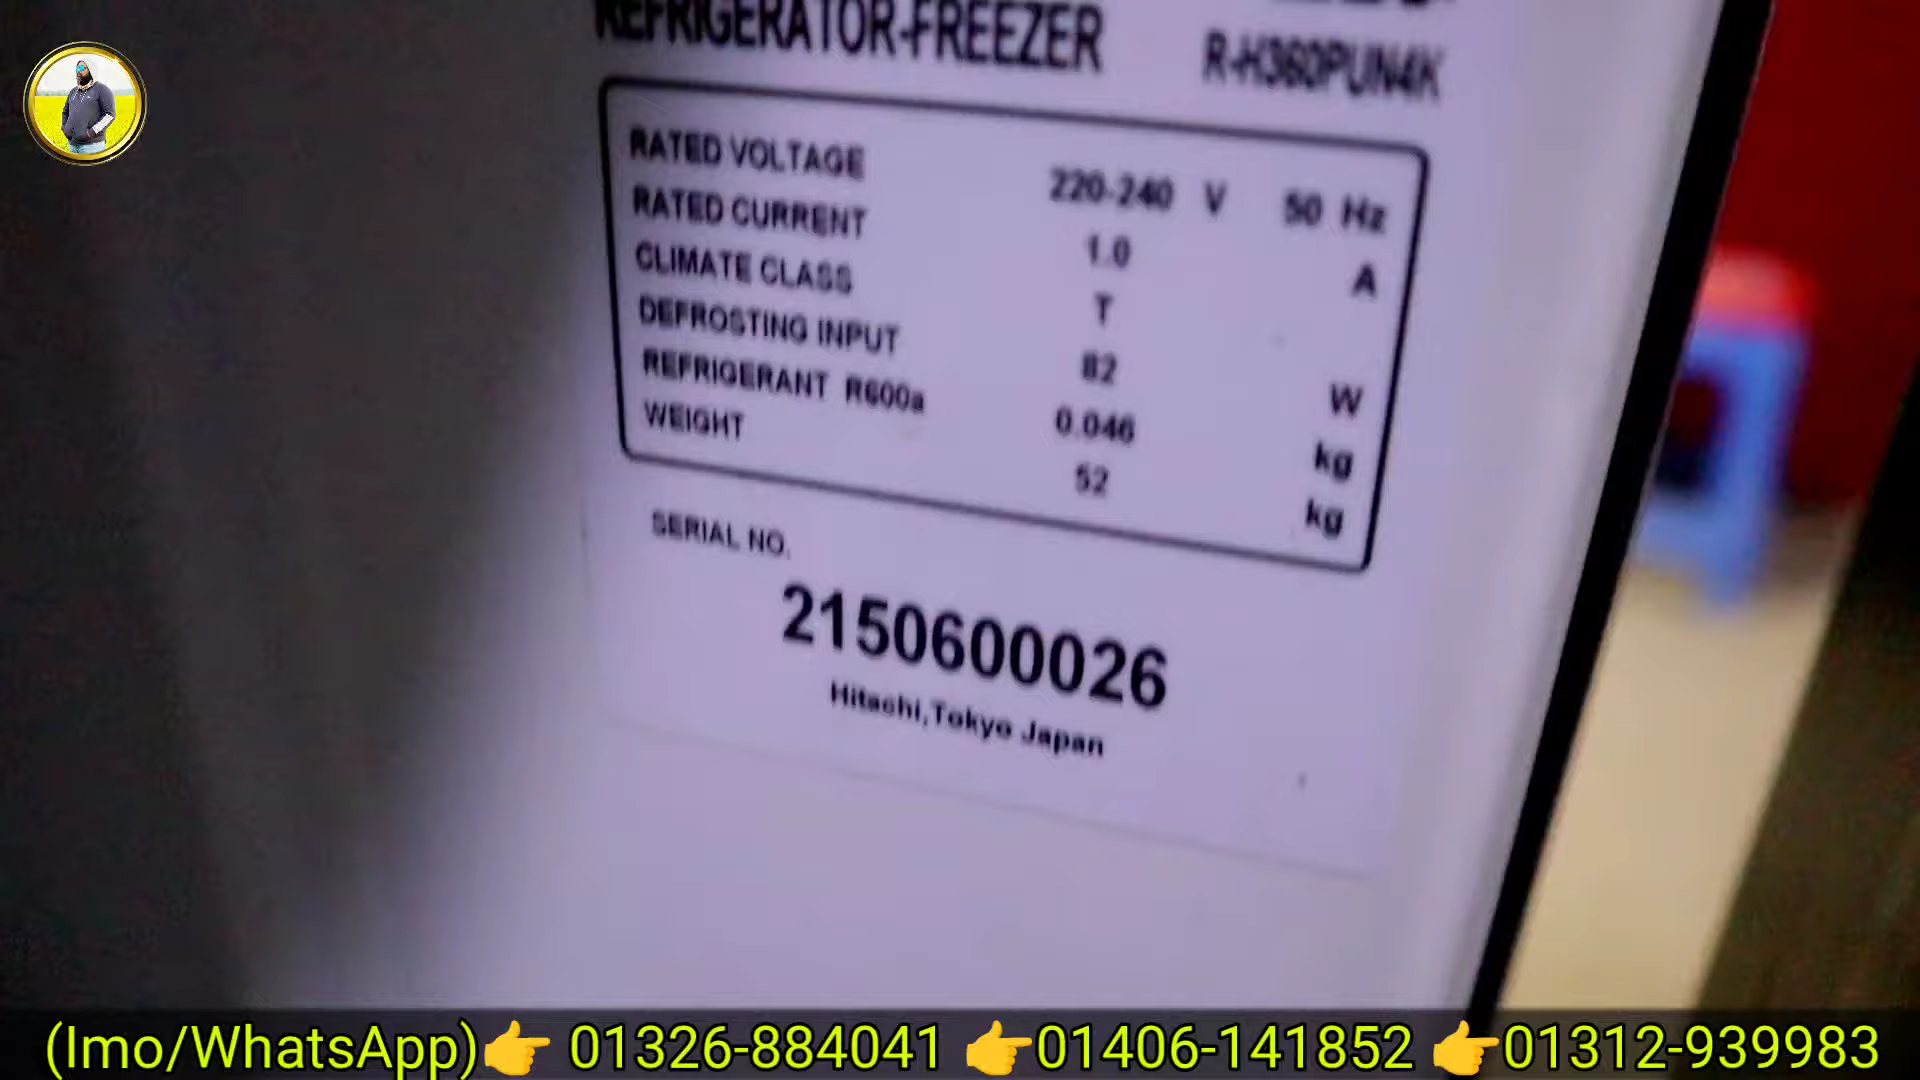 REFRIGERATOR-FREEZER R-H360PUN4K
RATED VOLTAGE 220-240 V 50 Hz
RATED CURRENT 1.0 A
CLIMATE CLASS T
DEFROSTING INPUT 82 W
REFRIGERANT R600a 0.046 kg
WEIGHT 52 kg
SERIAL NO.
2150600026
Hitachi,Tokyo Japan
(Imo/WhatsApp)👉 01326-884041 👉01406-141852 👉01312-939983